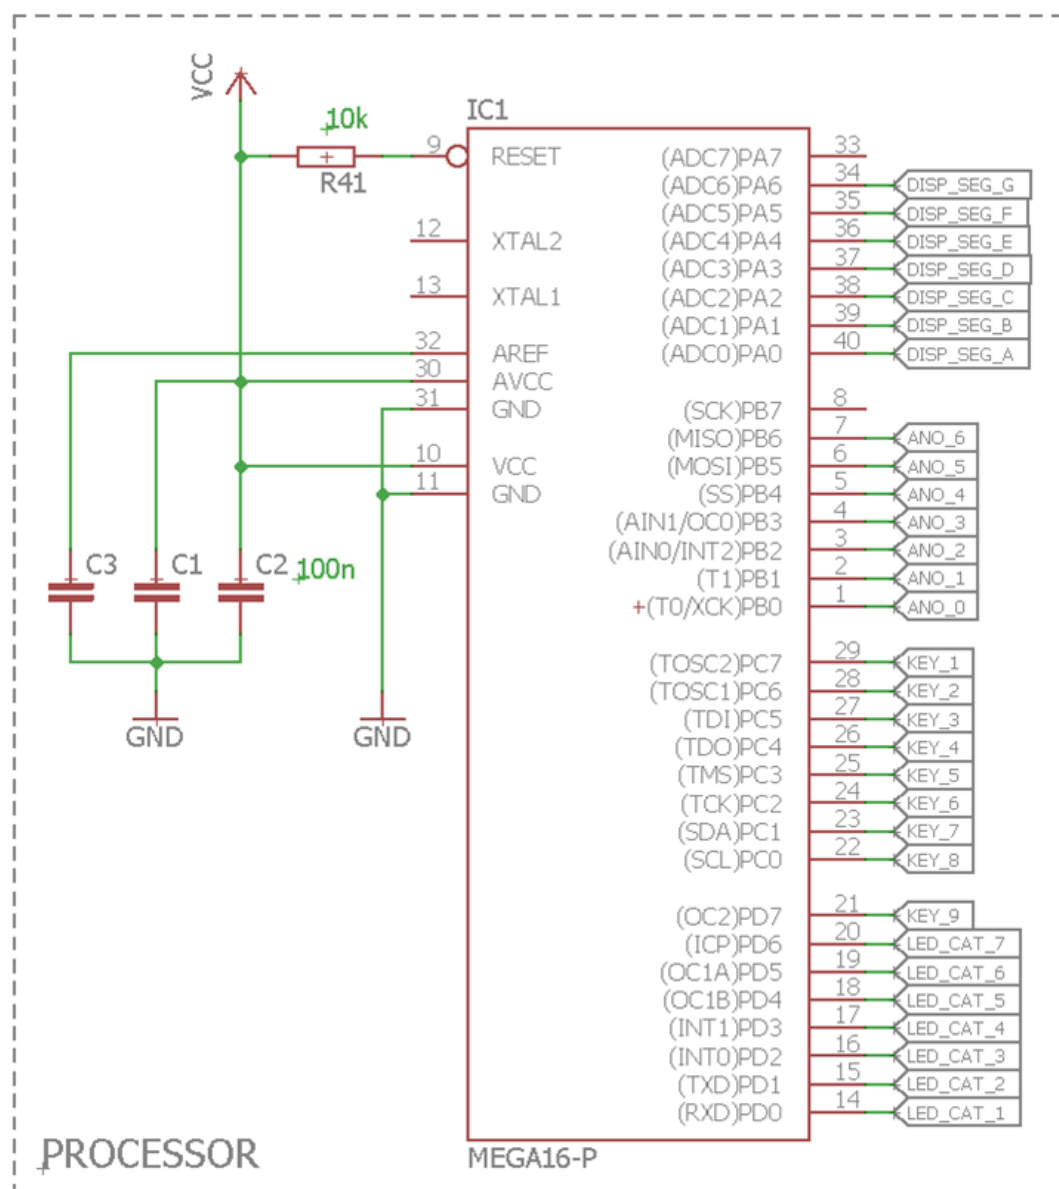 VCC
10k
R41
IC1
9 RESET
12 XTAL2
13 XTAL1
32 AREF
30 AVCC
31 GND
10 VCC
11 GND
C3 C1 C2 100n
GND GND
(ADC7)PA7 33
(ADC6)PA6 34 DISP_SEG_G
(ADC5)PA5 35 DISP_SEG_F
(ADC4)PA4 36 DISP_SEG_E
(ADC3)PA3 37 DISP_SEG_D
(ADC2)PA2 38 DISP_SEG_C
(ADC1)PA1 39 DISP_SEG_B
(ADC0)PA0 40 DISP_SEG_A
(SCK)PB7 8
(MISO)PB6 7 ANO_6
(MOSI)PB5 6 ANO_5
(SS)PB4 5 ANO_4
(AIN1/OC0)PB3 4 ANO_3
(AIN0/INT2)PB2 3 ANO_2
(T1)PB1 2 ANO_1
(T0/XCK)PB0 1 ANO_0
(TOSC2)PC7 29 KEY_1
(TOSC1)PC6 28 KEY_2
(TDI)PC5 27 KEY_3
(TDO)PC4 26 KEY_4
(TMS)PC3 25 KEY_5
(TCK)PC2 24 KEY_6
(SDA)PC1 23 KEY_7
(SCL)PC0 22 KEY_8
(OC2)PD7 21 KEY_9
(ICP)PD6 20 LED_CAT_7
(OC1A)PD5 19 LED_CAT_6
(OC1B)PD4 18 LED_CAT_5
(INT1)PD3 17 LED_CAT_4
(INT0)PD2 16 LED_CAT_3
(TXD)PD1 15 LED_CAT_2
(RXD)PD0 14 LED_CAT_1
MEGA16-P
PROCESSOR